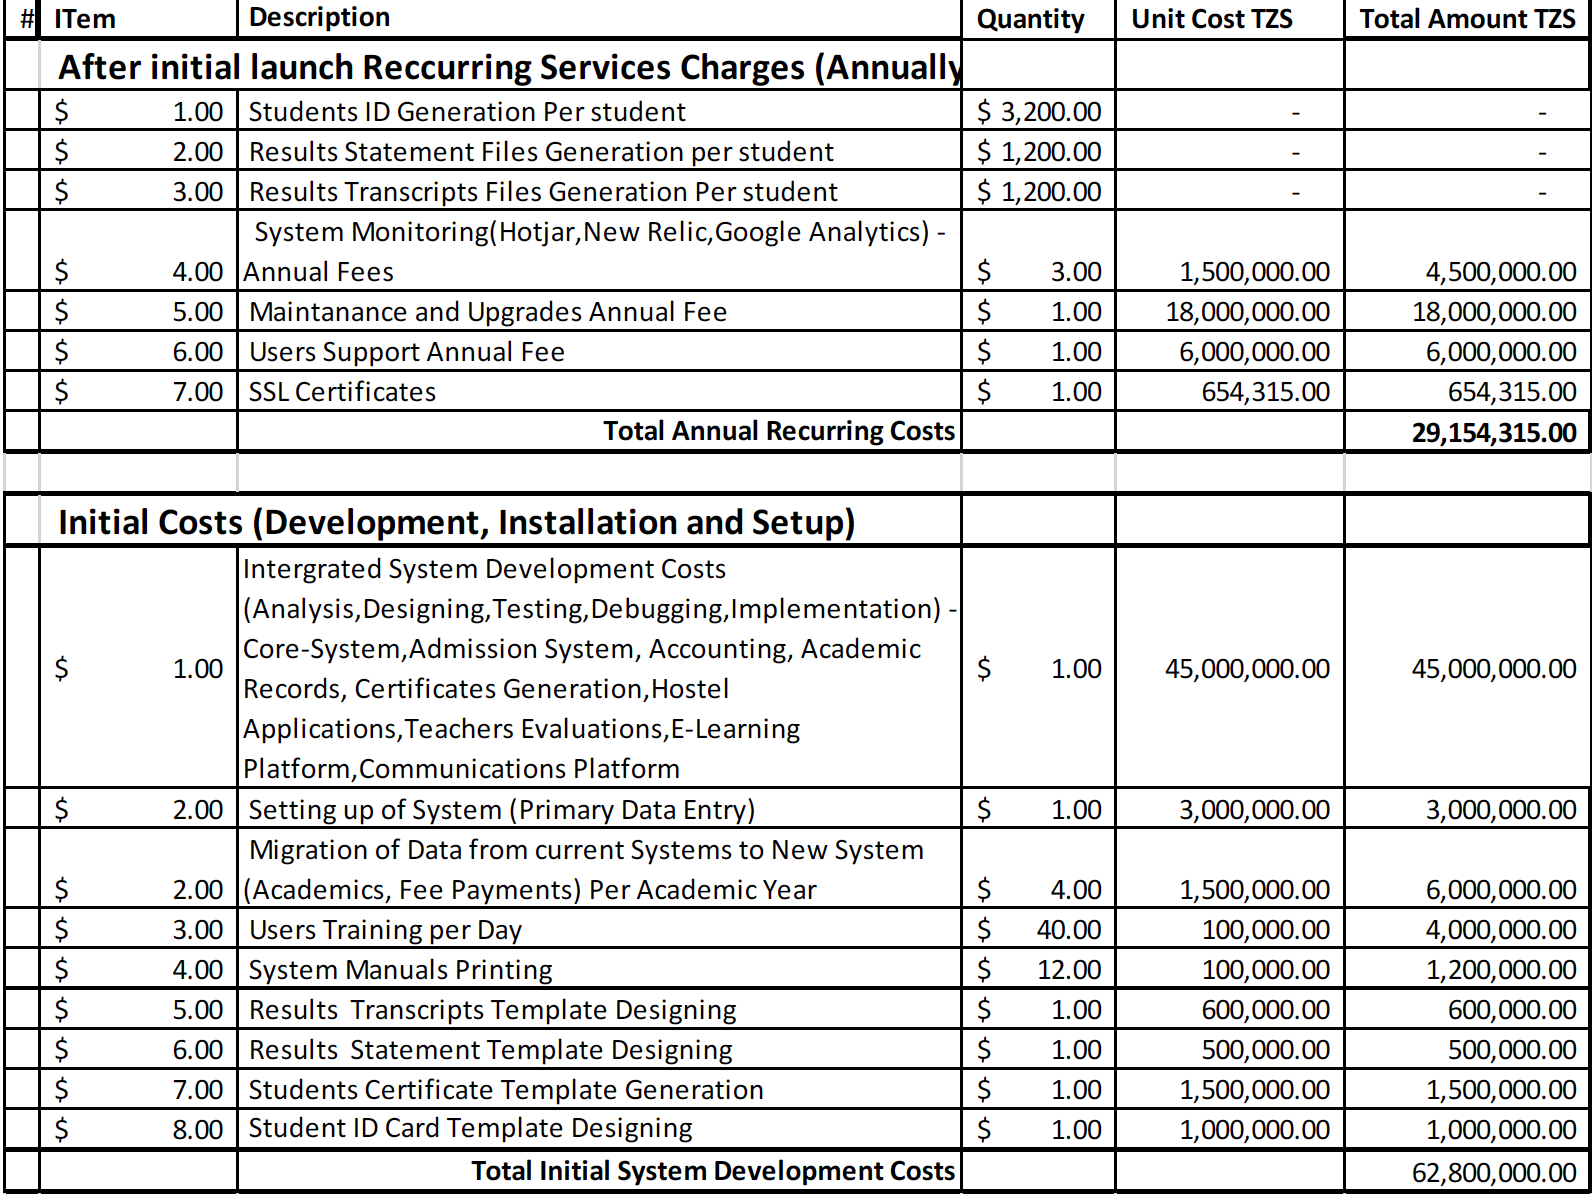 # ITem Description Quantity Unit Cost TZS Total Amount TZS
After initial launch Reccurring Services Charges (Annually
$ 1.00 Students ID Generation Per student $ 3,200.00 - -
$ 2.00 Results Statement Files Generation per student $ 1,200.00 - -
$ 3.00 Results Transcripts Files Generation Per student $ 1,200.00 - -
System Monitoring(Hotjar,New Relic,Google Analytics) -
$ 4.00 Annual Fees $ 3.00 1,500,000.00 4,500,000.00
$ 5.00 Maintanance and Upgrades Annual Fee $ 1.00 18,000,000.00 18,000,000.00
$ 6.00 Users Support Annual Fee $ 1.00 6,000,000.00 6,000,000.00
$ 7.00 SSL Certificates $ 1.00 654,315.00 654,315.00
Total Annual Recurring Costs 29,154,315.00
Initial Costs (Development, Installation and Setup)
Intergrated System Development Costs
(Analysis,Designing,Testing,Debugging,Implementation) -
Core-System,Admission System, Accounting, Academic
$ 1.00 $ 1.00 45,000,000.00 45,000,000.00
Records, Certificates Generation,Hostel
Applications,Teachers Evaluations,E-Learning
Platform,Communications Platform
$ 2.00 Setting up of System (Primary Data Entry) $ 1.00 3,000,000.00 3,000,000.00
Migration of Data from current Systems to New System
$ 2.00 (Academics, Fee Payments) Per Academic Year $ 4.00 1,500,000.00 6,000,000.00
$ 3.00 Users Training per Day $ 40.00 100,000.00 4,000,000.00
$ 4.00 System Manuals Printing $ 12.00 100,000.00 1,200,000.00
$ 5.00 Results Transcripts Template Designing $ 1.00 600,000.00 600,000.00
$ 6.00 Results Statement Template Designing $ 1.00 500,000.00 500,000.00
$ 7.00 Students Certificate Template Generation $ 1.00 1,500,000.00 1,500,000.00
$ 8.00 Student ID Card Template Designing $ 1.00 1,000,000.00 1,000,000.00
Total Initial System Development Costs 62,800,000.00